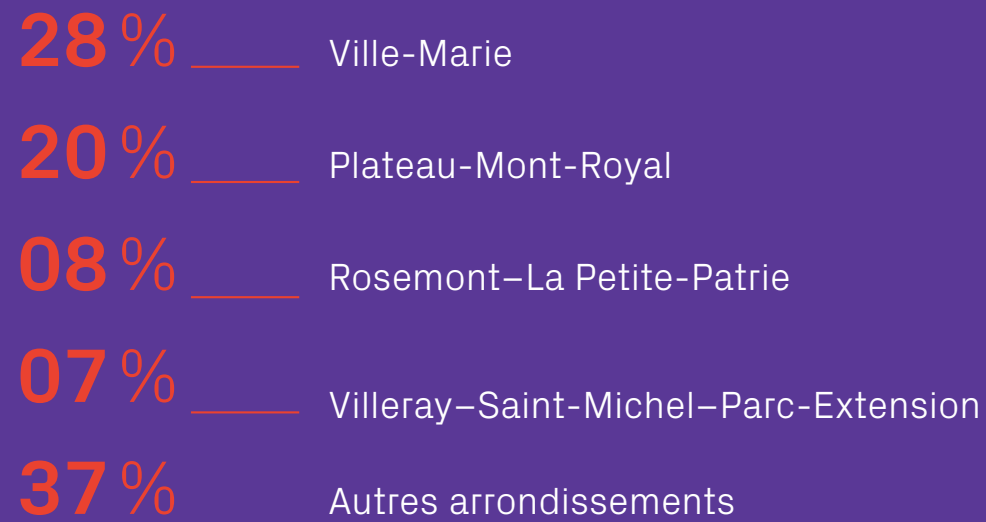 28% Ville-Marie
20% Plateau-Mont-Royal
08% Rosemont–La Petite-Patrie
07% Villeray–Saint-Michel–Parc-Extension
37% Autres arrondissements